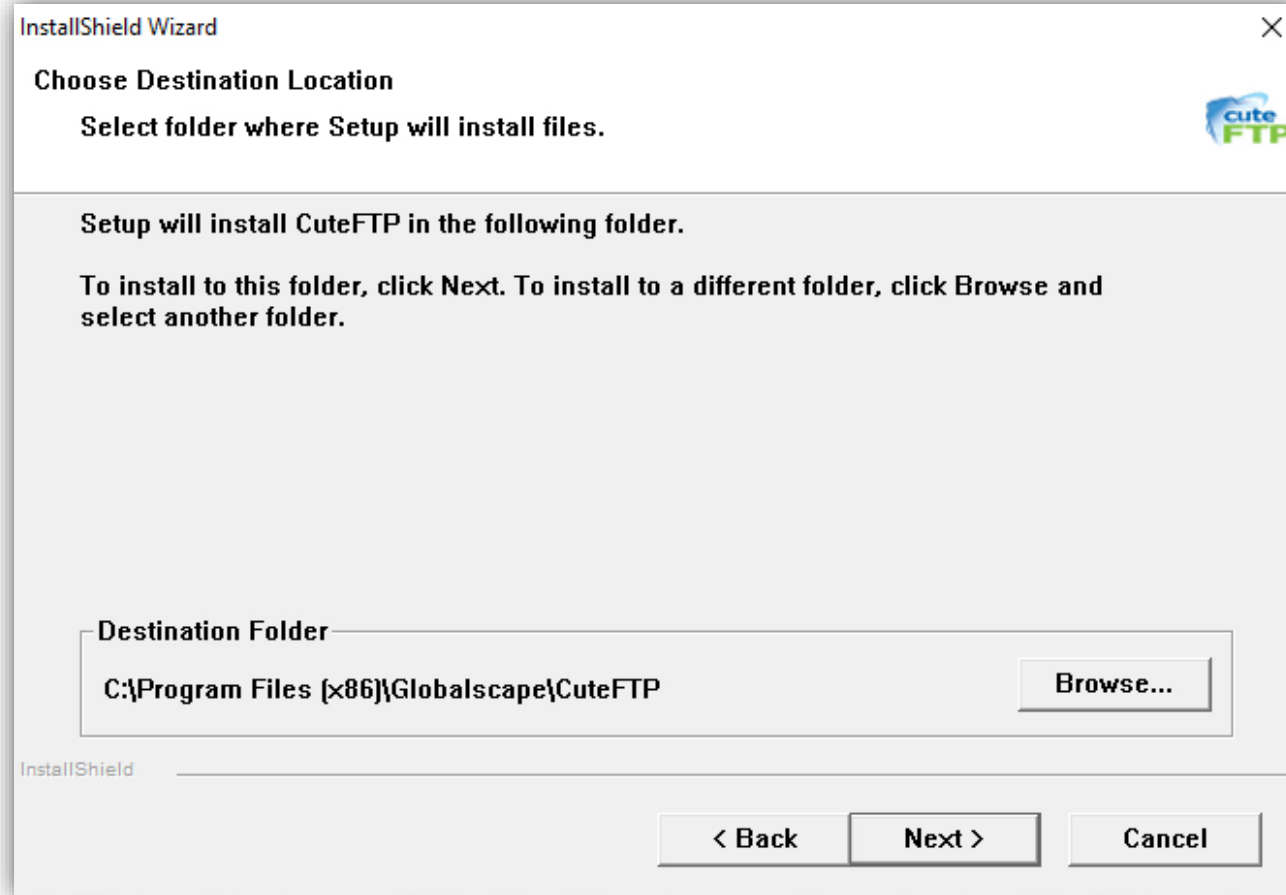 InstallShield Wizard
Choose Destination Location
Select folder where Setup will install files.
cute
FTP
Setup will install CuteFTP in the following folder.
To install to this folder, click Next. To install to a different folder, click Browse and
select another folder.
Destination Folder
C:\Program Files (x86)\Globalscape\CuteFTP
Browse...
InstallShield
< Back
Next >
Cancel